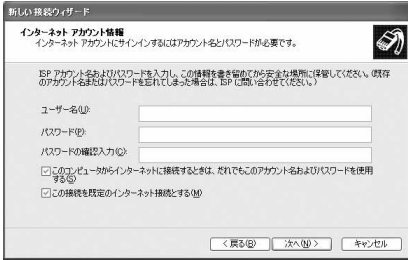 新しい接続ウィザード
インターネット アカウント情報
インターネット アカウントにサインインするにはアカウント名とパスワードが必要です。
ISP アカウント名およびパスワードを入力し、この情報を書き留めてから安全な場所に保管してください。(既存
のアカウント名またはパスワードを忘れてしまった場合は、ISP に問い合わせてください。)
ユーザー名(U):
パスワード(P):
パスワードの確認入力(C):
このコンピュータからインターネットに接続するときは、だれでもこのアカウント名およびパスワードを使用
する(S)
この接続を既定のインターネット接続とする(M)
< 戻る(B)
次へ(N) >
キャンセル